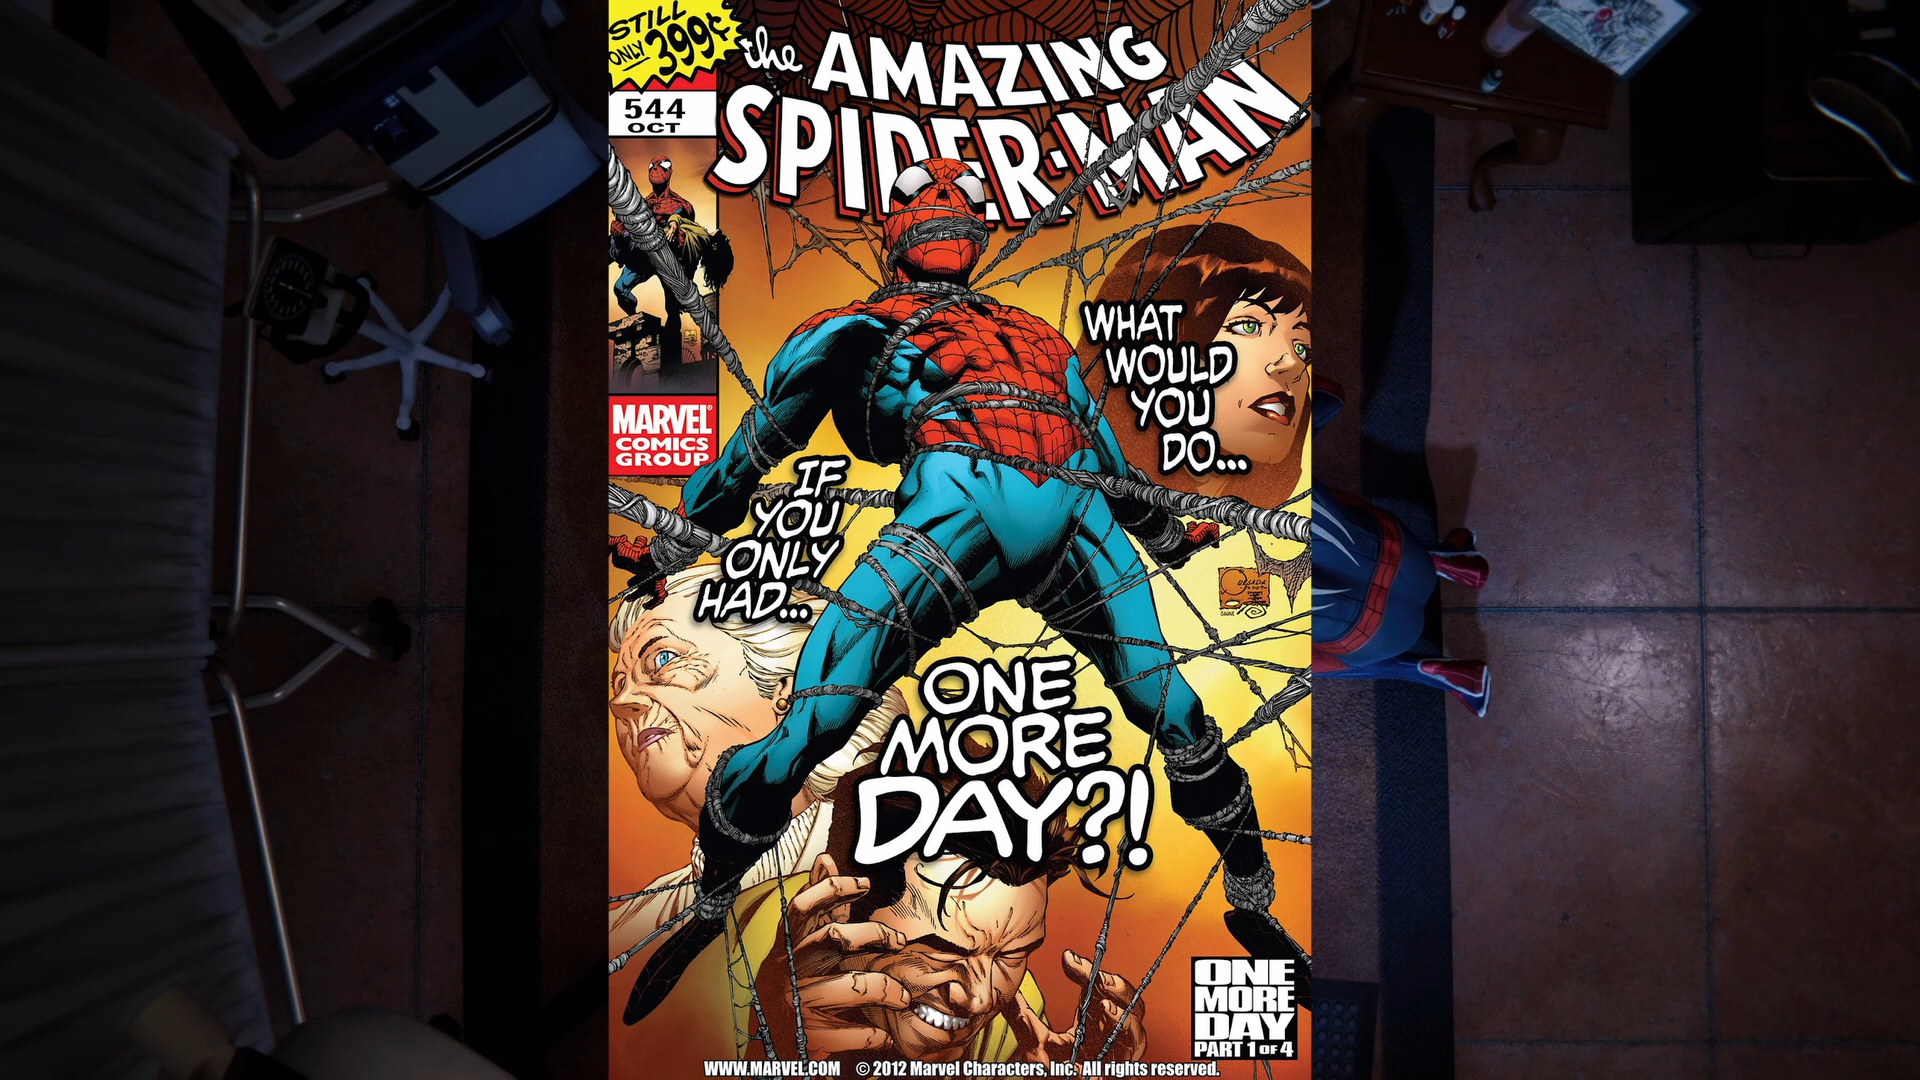 STILL
ONLY 399¢
544
OCT
the AMAZING
SPIDER-MAN
MARVEL®
COMICS
GROUP
WHAT
WOULD
YOU
DO...
IF
YOU
ONLY
HAD...
QUESADA
ONE
MORE
DAY?!
ONE
MORE
DAY
PART 1 OF 4
WWW.MARVEL.COM © 2012 Marvel Characters, Inc. All rights reserved.